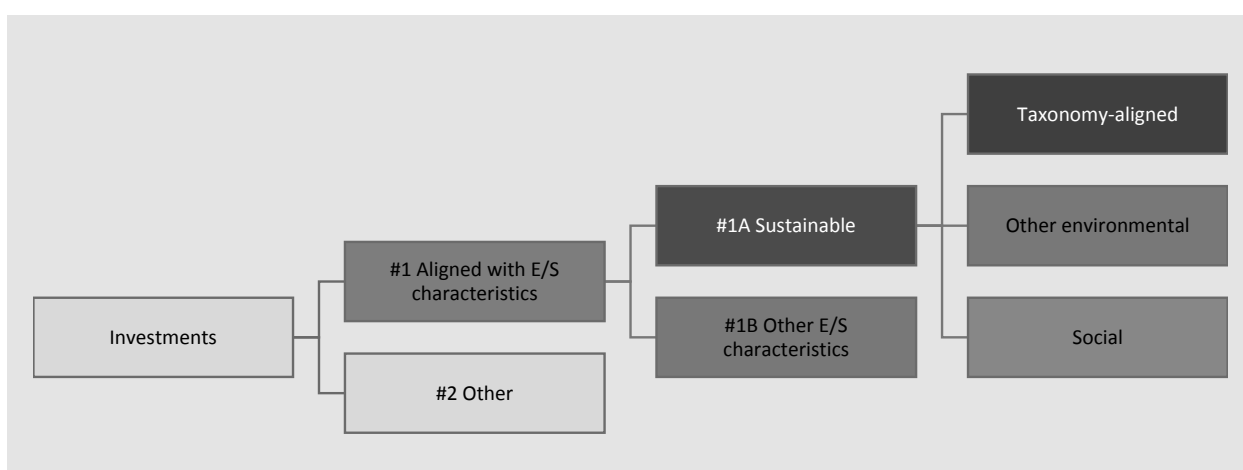 Taxonomy-aligned
#1A Sustainable
Other environmental
#1 Aligned with E/S
characteristics
Investments
#1B Other E/S
characteristics
Social
#2 Other